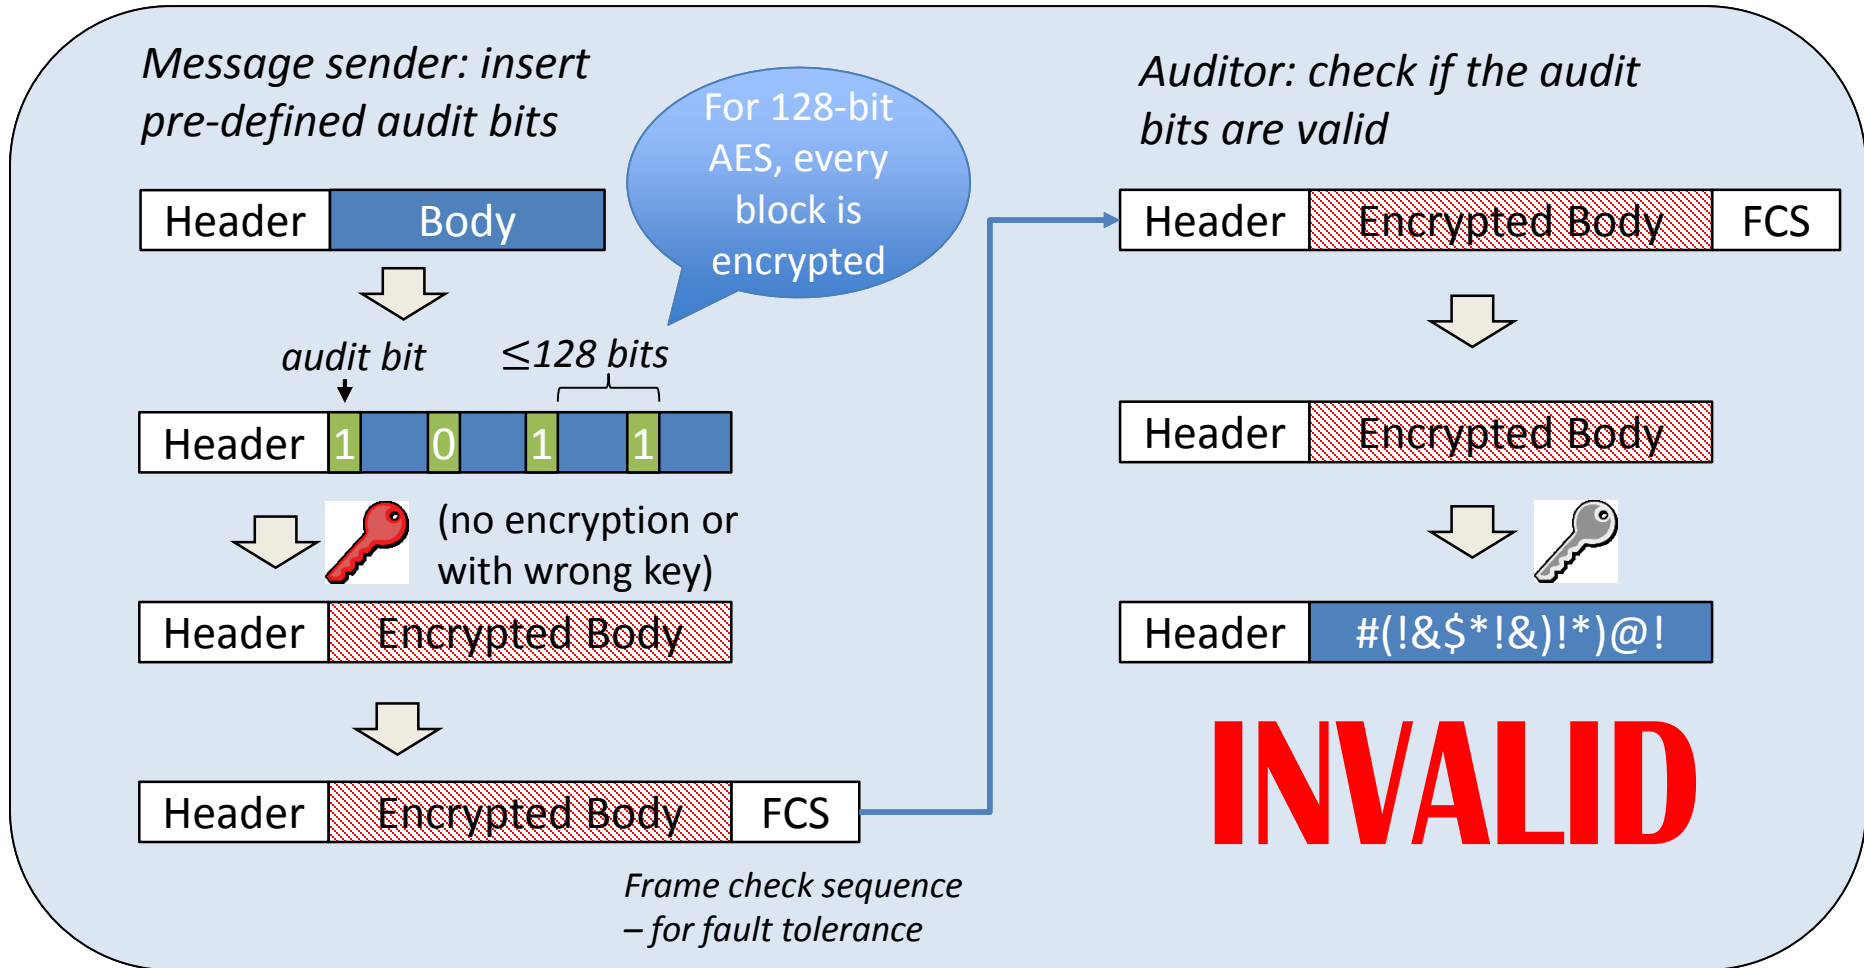 Message sender: insert
pre-defined audit bits
For 128-bit
AES, every
block is
encrypted
Header Body
audit bit ≤128 bits
Header 1 0 1 1
(no encryption or
with wrong key)
Header Encrypted Body
Header Encrypted Body FCS
Frame check sequence
– for fault tolerance
Auditor: check if the audit
bits are valid
Header Encrypted Body FCS
Header Encrypted Body
Header #(!&$*!&)!*)@!
INVALID